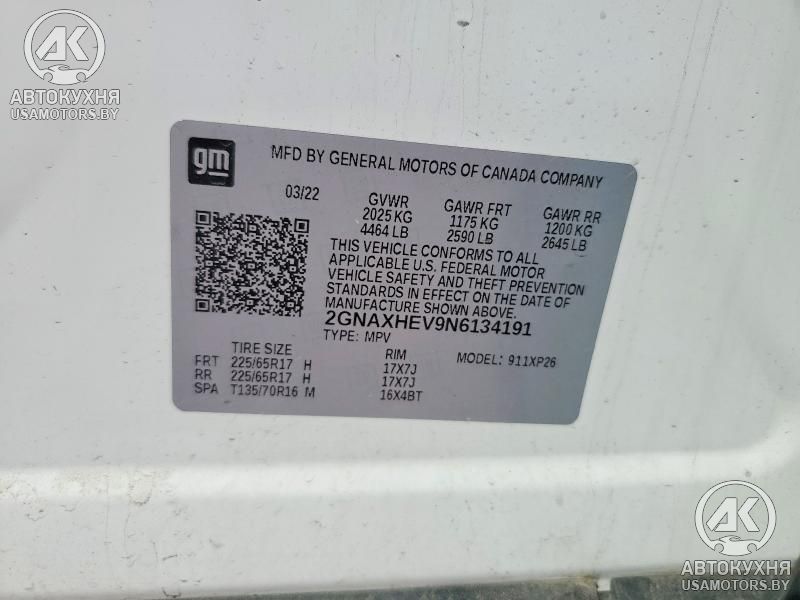 AK
АВТОКУХНЯ
USAMOTORS.BY
gm
MFD BY GENERAL MOTORS OF CANADA COMPANY
03/22 GVWR GAWR FRT GAWR RR
2025 KG 1175 KG 1200 KG
4464 LB 2590 LB 2645 LB
THIS VEHICLE CONFORMS TO ALL
APPLICABLE U.S. FEDERAL MOTOR
VEHICLE SAFETY AND THEFT PREVENTION
STANDARDS IN EFFECT ON THE DATE OF
MANUFACTURE SHOWN ABOVE.
2GNAXHEV9N6134191
TYPE: MPV MODEL: 911XP26
TIRE SIZE RIM
FRT 225/65R17 H 17X7J
RR 225/65R17 H 17X7J
SPA T135/70R16 M 16X4BT
AK
АВТОКУХНЯ
USAMOTORS.BY